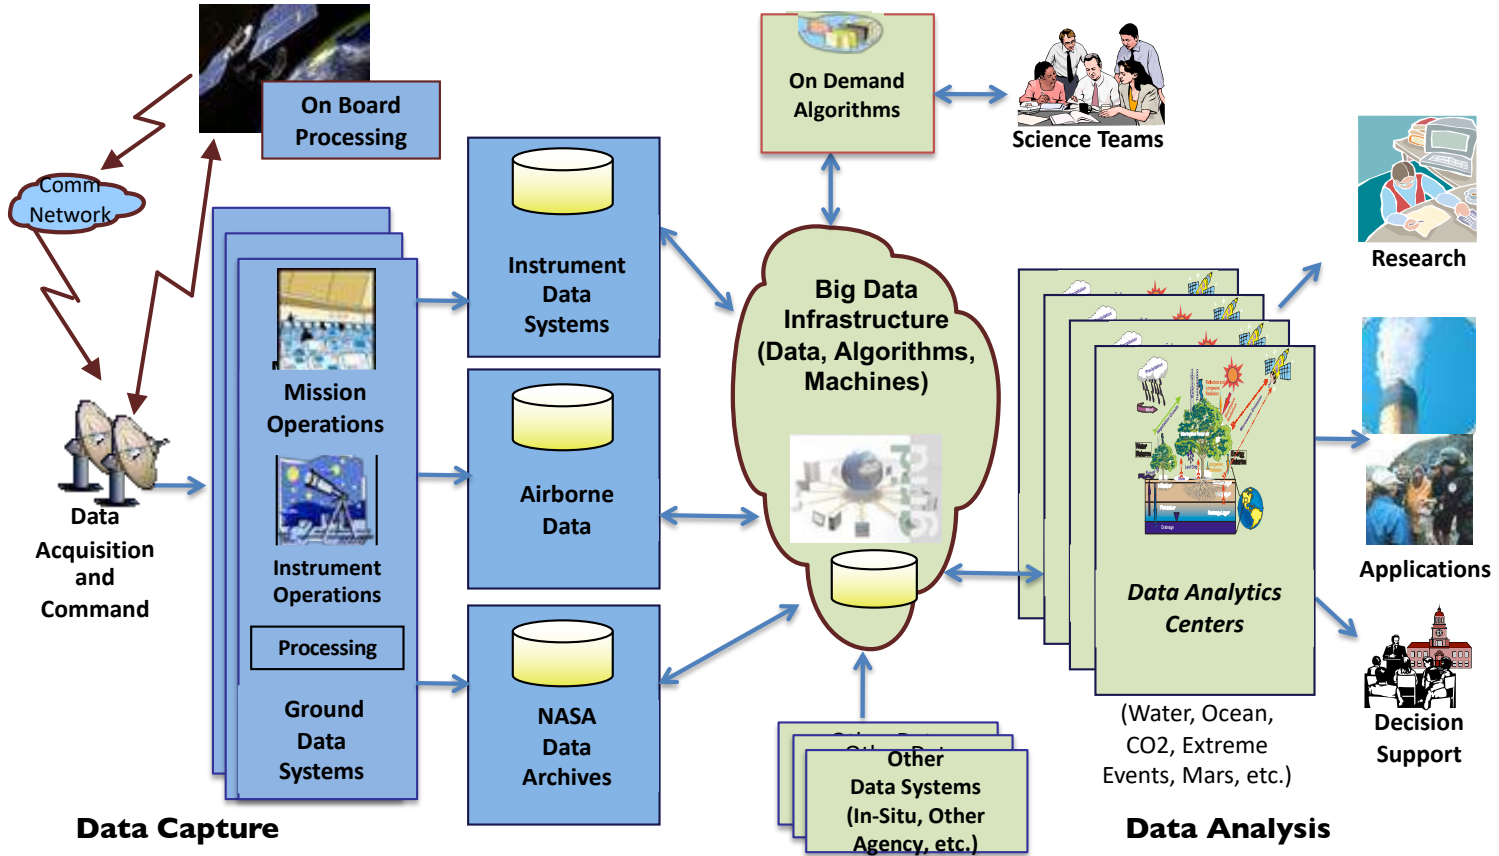 On Board
Processing
Comm
Network
Data
Acquisition
and
Command
Mission
Operations
Instrument
Operations
Processing
Ground
Data
Systems
Instrument
Data
Systems
Airborne
Data
NASA
Data
Archives
Data Capture
On Demand
Algorithms
Science Teams
Big Data
Infrastructure
(Data, Algorithms,
Machines)
Other
Data Systems
(In-Situ, Other
Agency, etc.)
Data Analytics
Centers
(Water, Ocean,
CO2, Extreme
Events, Mars, etc.)
Research
Applications
Decision
Support
Data Analysis